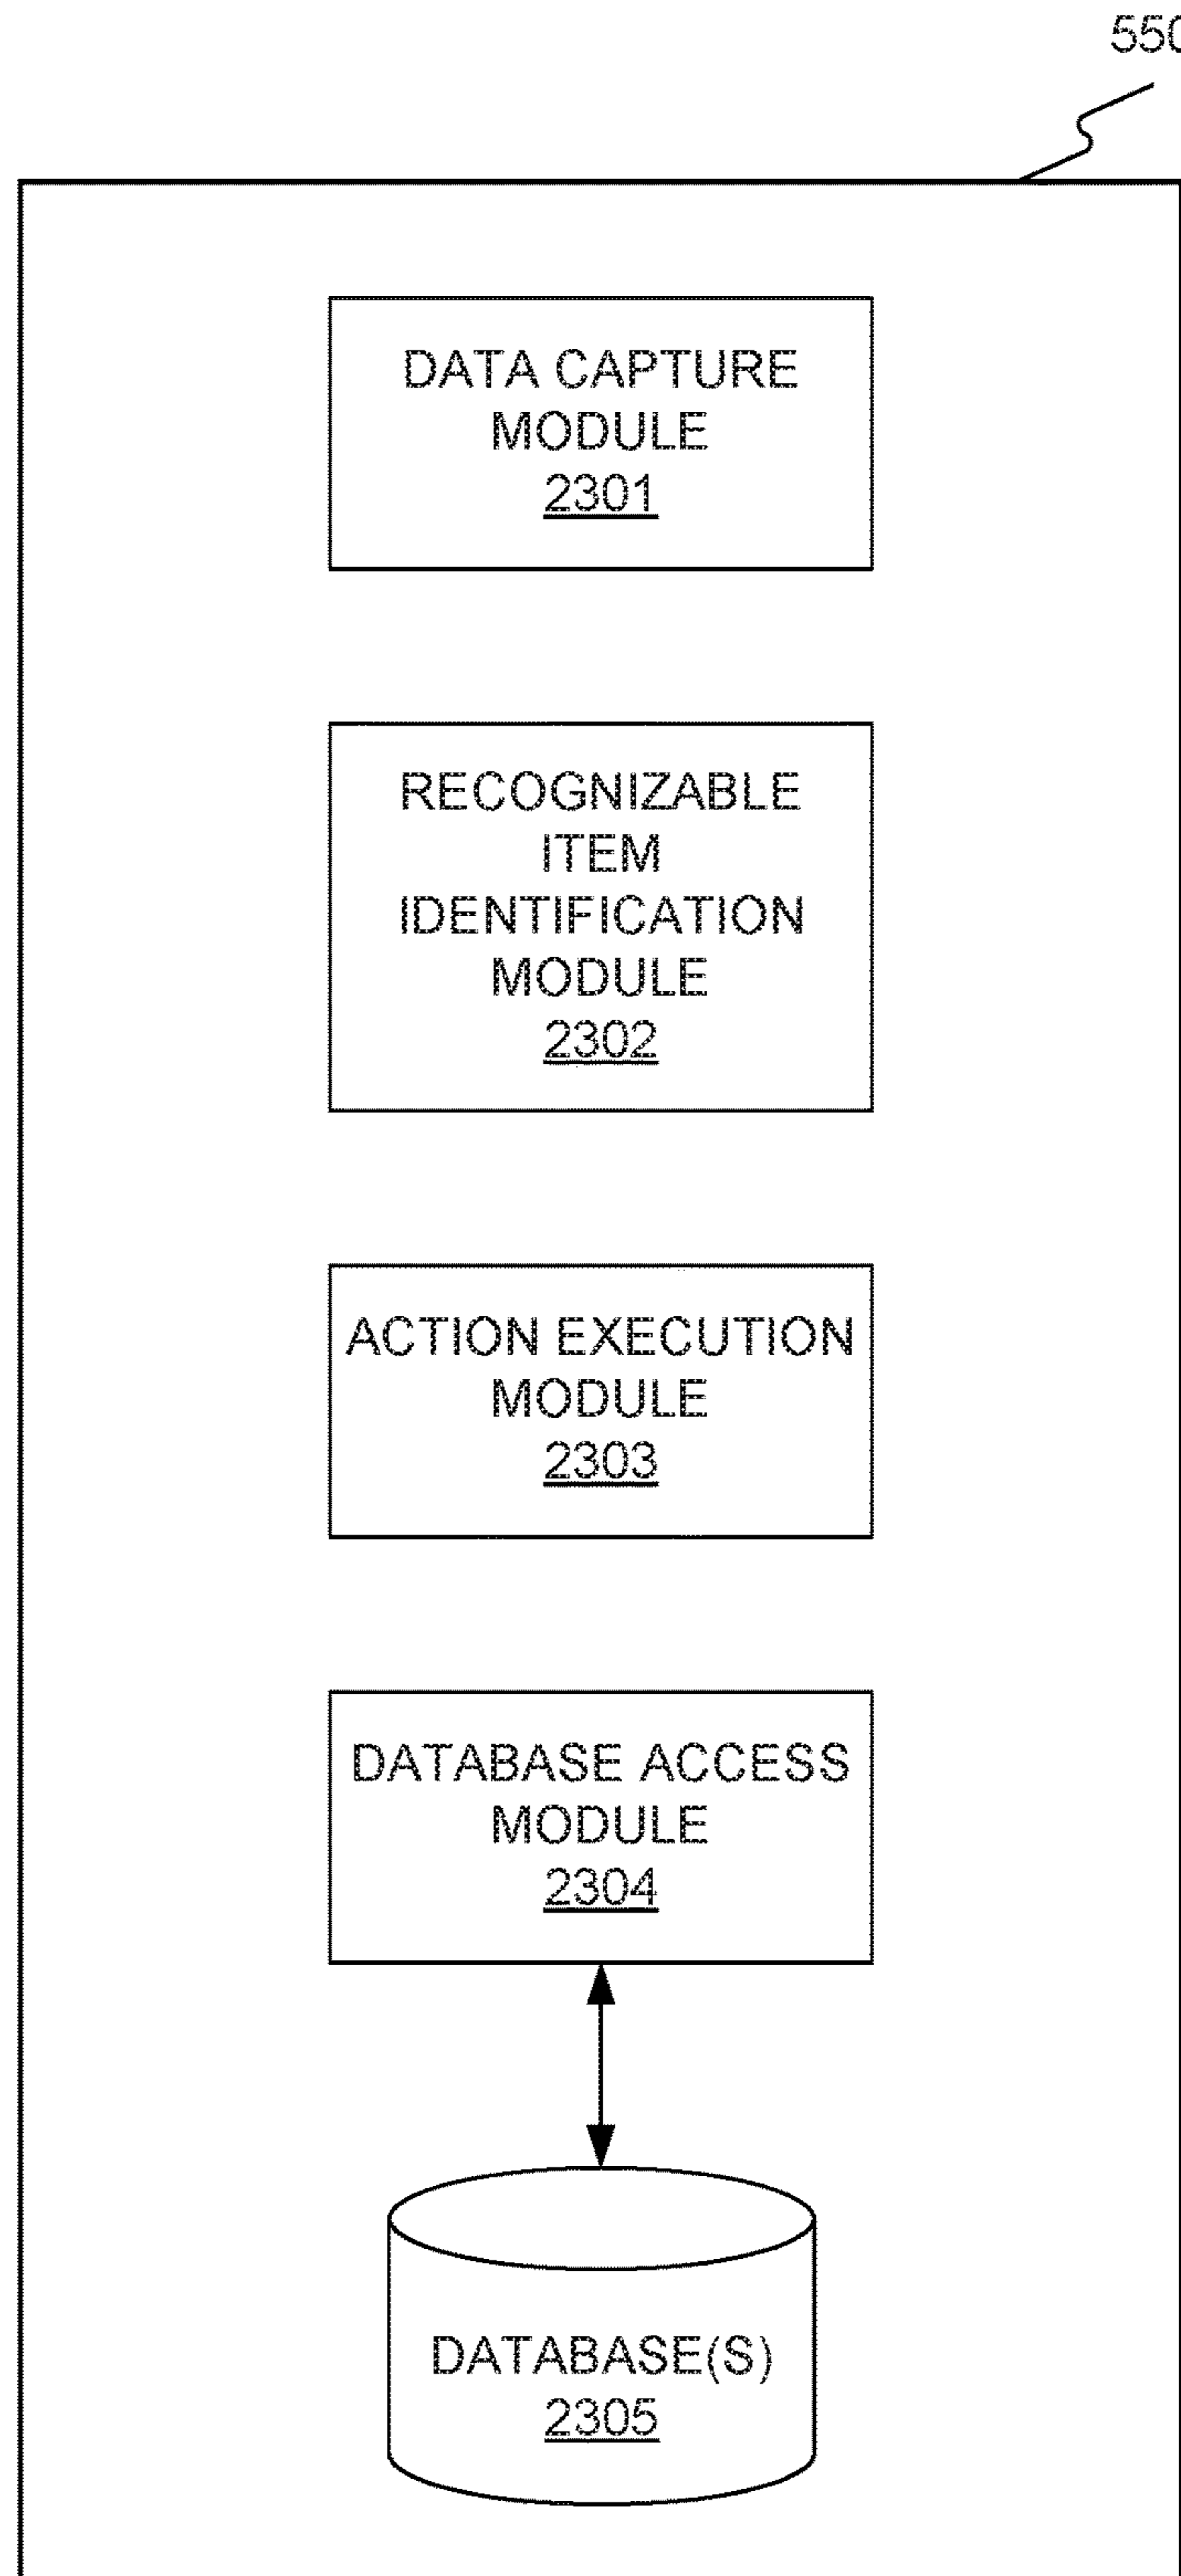 550
DATA CAPTURE
MODULE
2301
RECOGNIZABLE
ITEM
IDENTIFICATION
MODULE
2302
ACTION EXECUTION
MODULE
2303
DATABASE ACCESS
MODULE
2304
DATABASE(S)
2305